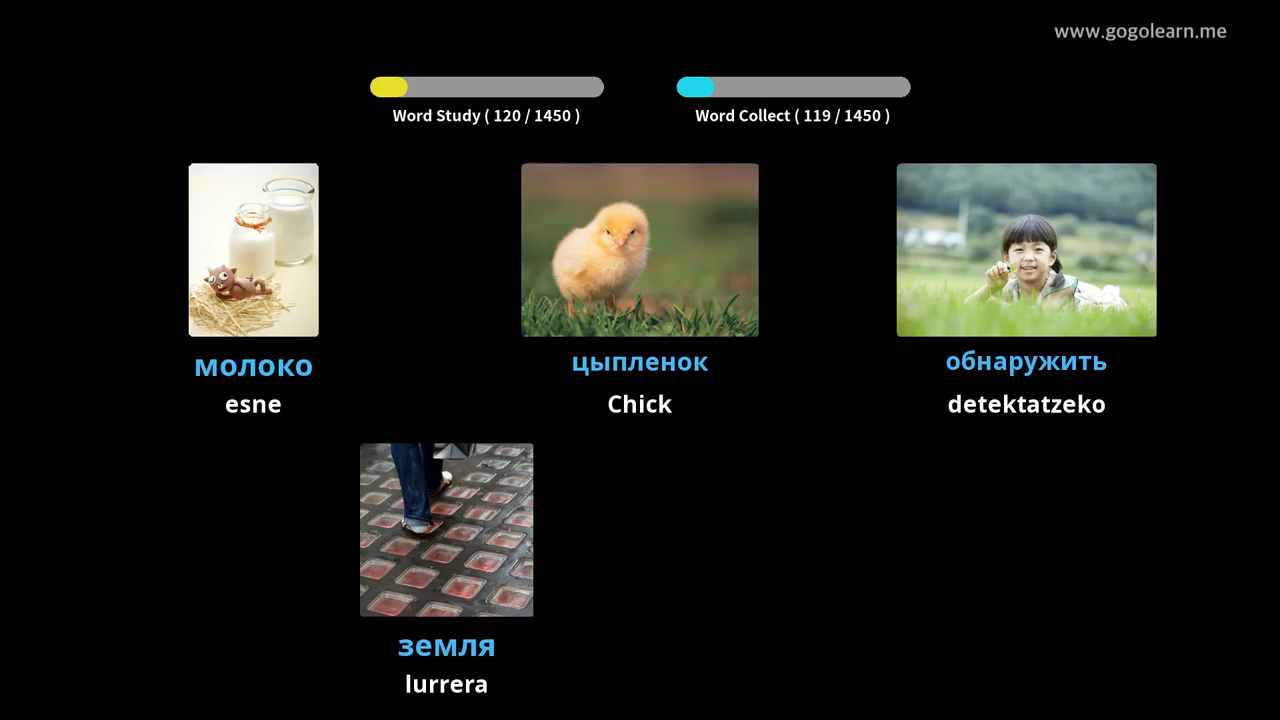 www.gogolearn.me
Word Study ( 120 / 1450 )
Word Collect ( 119 / 1450 )
молоко
esne
цыпленок
Chick
обнаружить
detektatzeko
земля
lurrera